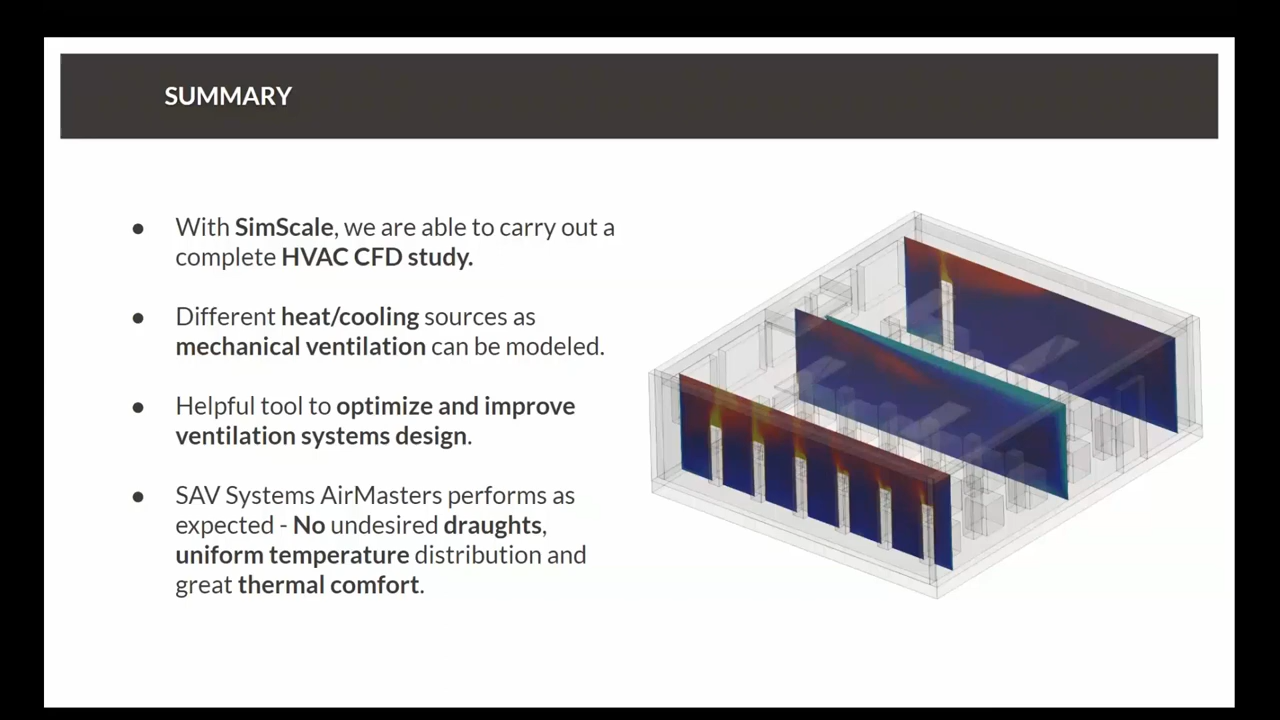 SUMMARY
● With SimScale, we are able to carry out a
complete HVAC CFD study.
● Different heat/cooling sources as
mechanical ventilation can be modeled.
● Helpful tool to optimize and improve
ventilation systems design.
● SAV Systems AirMasters performs as
expected - No undesired draughts,
uniform temperature distribution and
great thermal comfort.